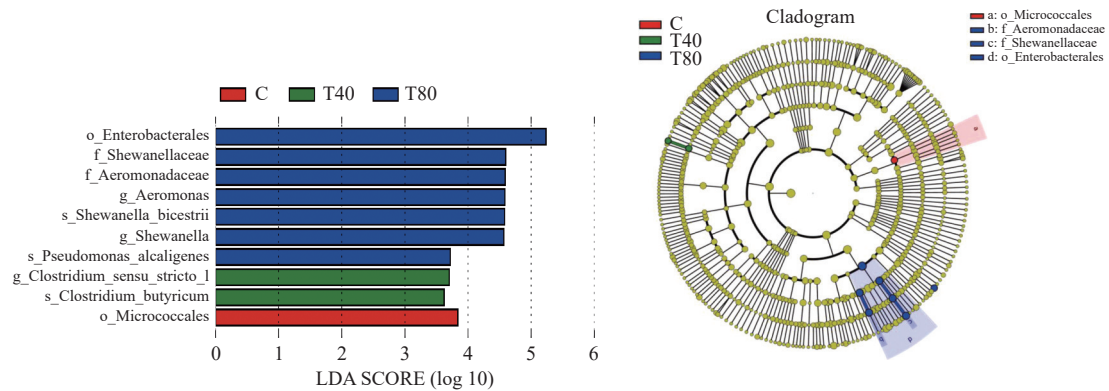 C
T40
T80
o_Enterobacterales
f_Shewanellaceae
f_Aeromonadaceae
g_Aeromonas
s_Shewanella_bicestrii
g_Shewanella
s_Pseudomonas_alcaligenes
g_Clostridium_sensu_stricto_l
s_Clostridium_butyricum
o_Micrococcales
0 1 2 3 4 5 6
LDA SCORE (log 10)
Cladogram
C
T40
T80
a: o_Micrococcales
b: f_Aeromonadaceae
c: f_Shewanellaceae
d: o_Enterobacterales